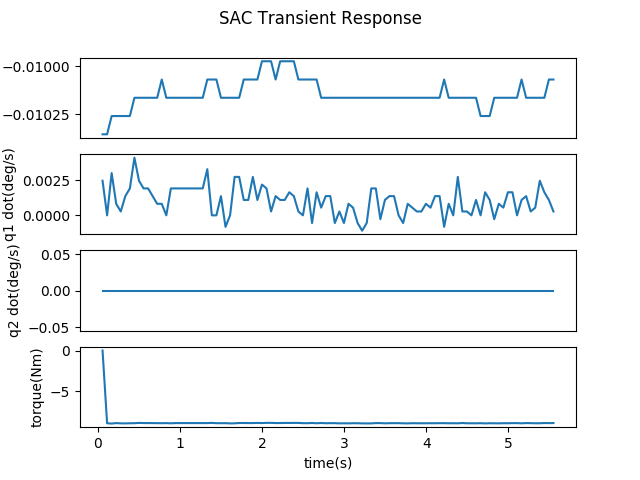 SAC Transient Response
−0.01000
−0.01025
q1 dot(deg/s)
0.0025
0.0000
q2 dot(deg/s)
0.05
0.00
−0.05
torque(Nm)
0
−5
0 1 2 3 4 5
time(s)